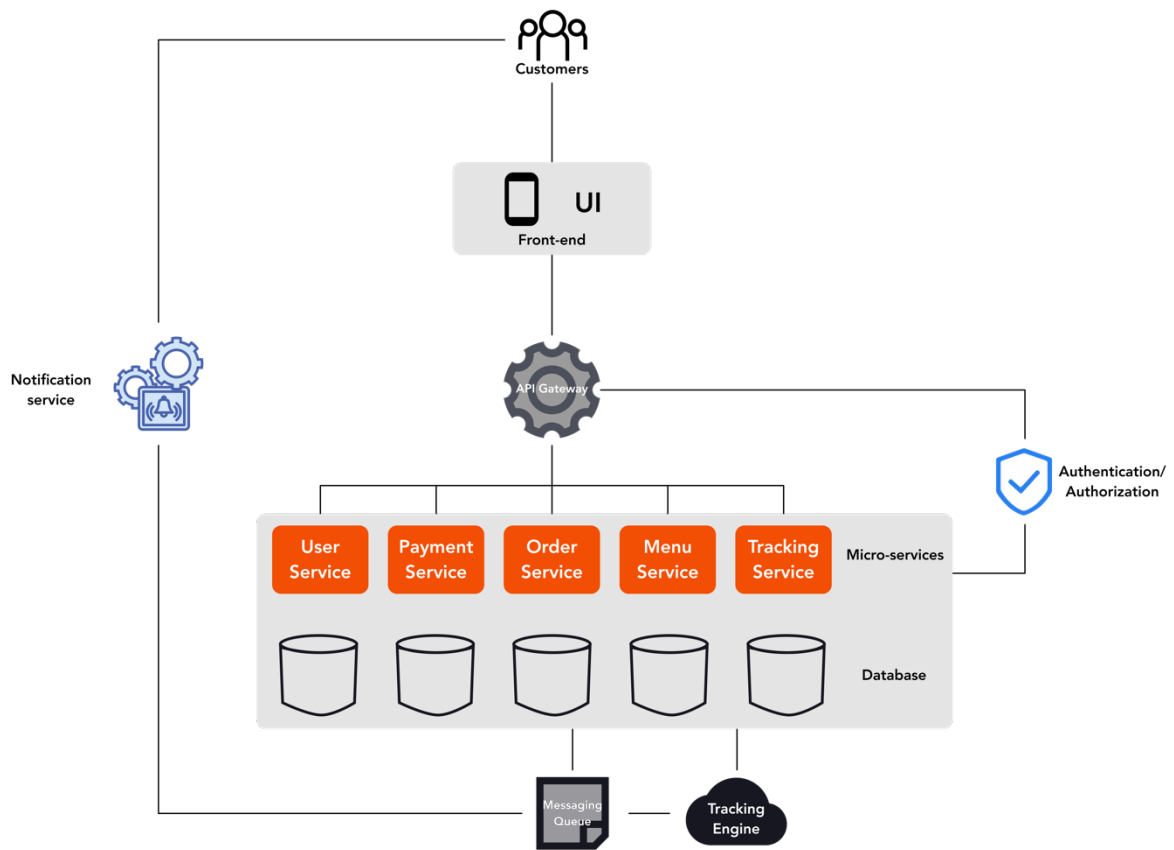 Customers
UI
Front-end
API Gateway
Notification
service
Authentication/
Authorization
User
Service
Payment
Service
Order
Service
Menu
Service
Tracking
Service
Micro-services
Database
Messaging
Queue
Tracking
Engine